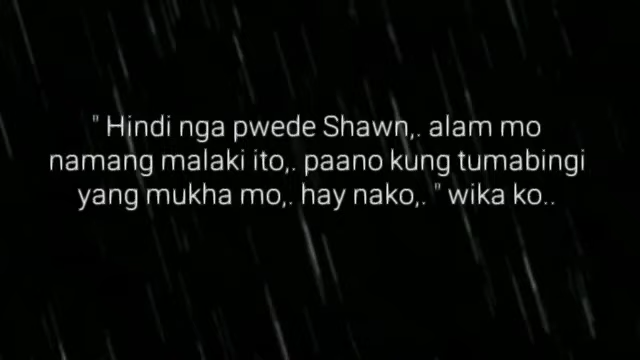 " Hindi nga pwede Shawn,. alam mo
namang malaki ito,. paano kung tumabingi
yang mukha mo,. hay nako,. " wika ko..